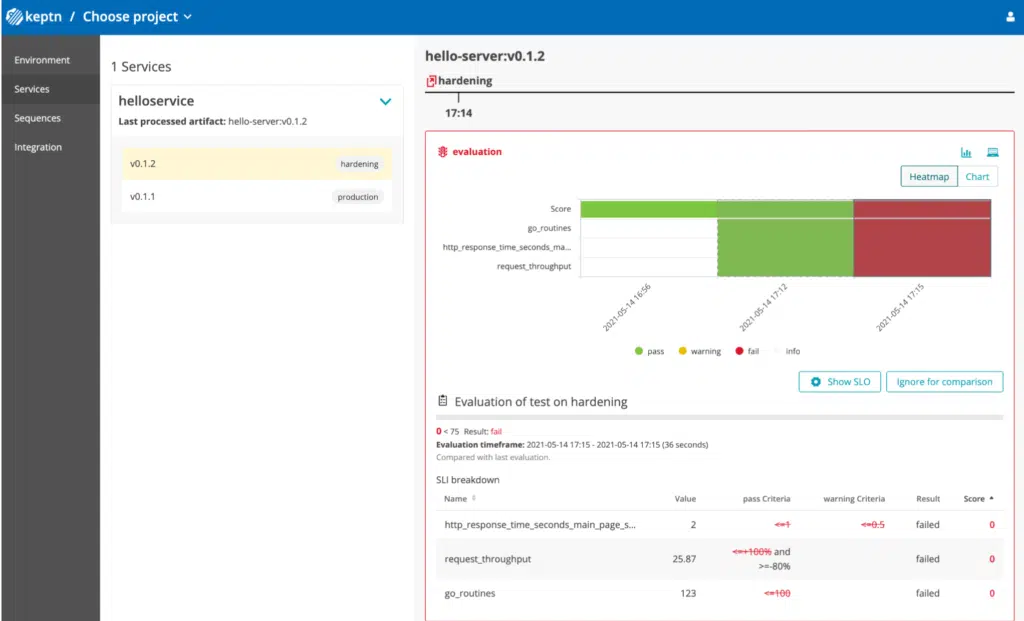 keptn / Choose project
Environment
Services
Sequences
Integration
1 Services
helloservice
Last processed artifact: hello-server:v0.1.2
v0.1.2 hardening
v0.1.1 production
hello-server:v0.1.2
hardening
17:14
evaluation
Heatmap Chart
Score
go_routines
http_response_time_seconds_ma...
request_throughput
2021-05-14 16:56
2021-05-14 17:12
2021-05-14 17:15
pass warning fail info
Show SLO Ignore for comparison
Evaluation of test on hardening
0 < 75 Result: fail
Evaluation timeframe: 2021-05-14 17:15 - 2021-05-14 17:15 (36 seconds)
Compared with last evaluation.
SLI breakdown
Name Value pass Criteria warning Criteria Result Score
http_response_time_seconds_main_page_s... 2 <=1 <=0.5 failed 0
request_throughput 25.87 <=+100% and >=-80% failed 0
go_routines 123 <=100 failed 0